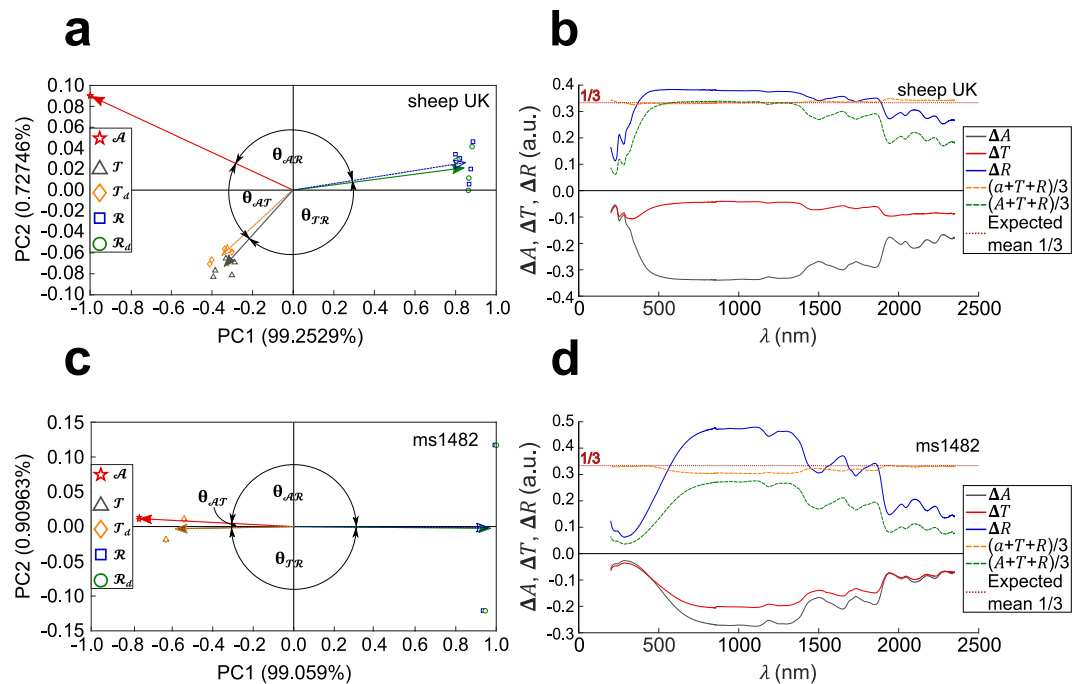 a
PC2 (0.72746%)
0.10
0.08
0.06
0.04
0.02
0.00
-0.02
-0.04
-0.06
-0.08
-0.10
sheep UK
𝒜
𝒯
𝒯d
ℛ
ℛd
θ𝒜ℛ
θ𝒜𝒯
θ𝒯ℛ
-1.0 -0.8 -0.6 -0.4 -0.2 0.0 0.2 0.4 0.6 0.8 1.0
PC1 (99.2529%)
b
ΔA, ΔT, ΔR (a.u.)
0.4
1/3
0.3
0.2
0.1
0.0
-0.1
-0.2
-0.3
0.4
sheep UK
ΔA
ΔT
ΔR
(a+T+R)/3
(A+T+R)/3
Expected
mean 1/3
0 500 1000 1500 2000 2500
λ (nm)
c
PC2 (0.90963%)
0.15
0.10
0.05
0.00
-0.05
-0.10
-0.15
ms1482
𝒜
𝒯
𝒯d
ℛ
ℛd
θ𝒜𝒯
θ𝒜ℛ
θ𝒯ℛ
-1.0 -0.8 -0.6 -0.4 -0.2 0.0 0.2 0.4 0.6 0.8 1.0
PC1 (99.059%)
d
ΔA, ΔT, ΔR (a.u.)
0.5
0.4
1/3
0.3
0.2
0.1
0.0
-0.1
-0.2
-0.3
ms1482
ΔA
ΔT
ΔR
(a+T+R)/3
(A+T+R)/3
Expected
mean 1/3
0 500 1000 1500 2000 2500
λ (nm)